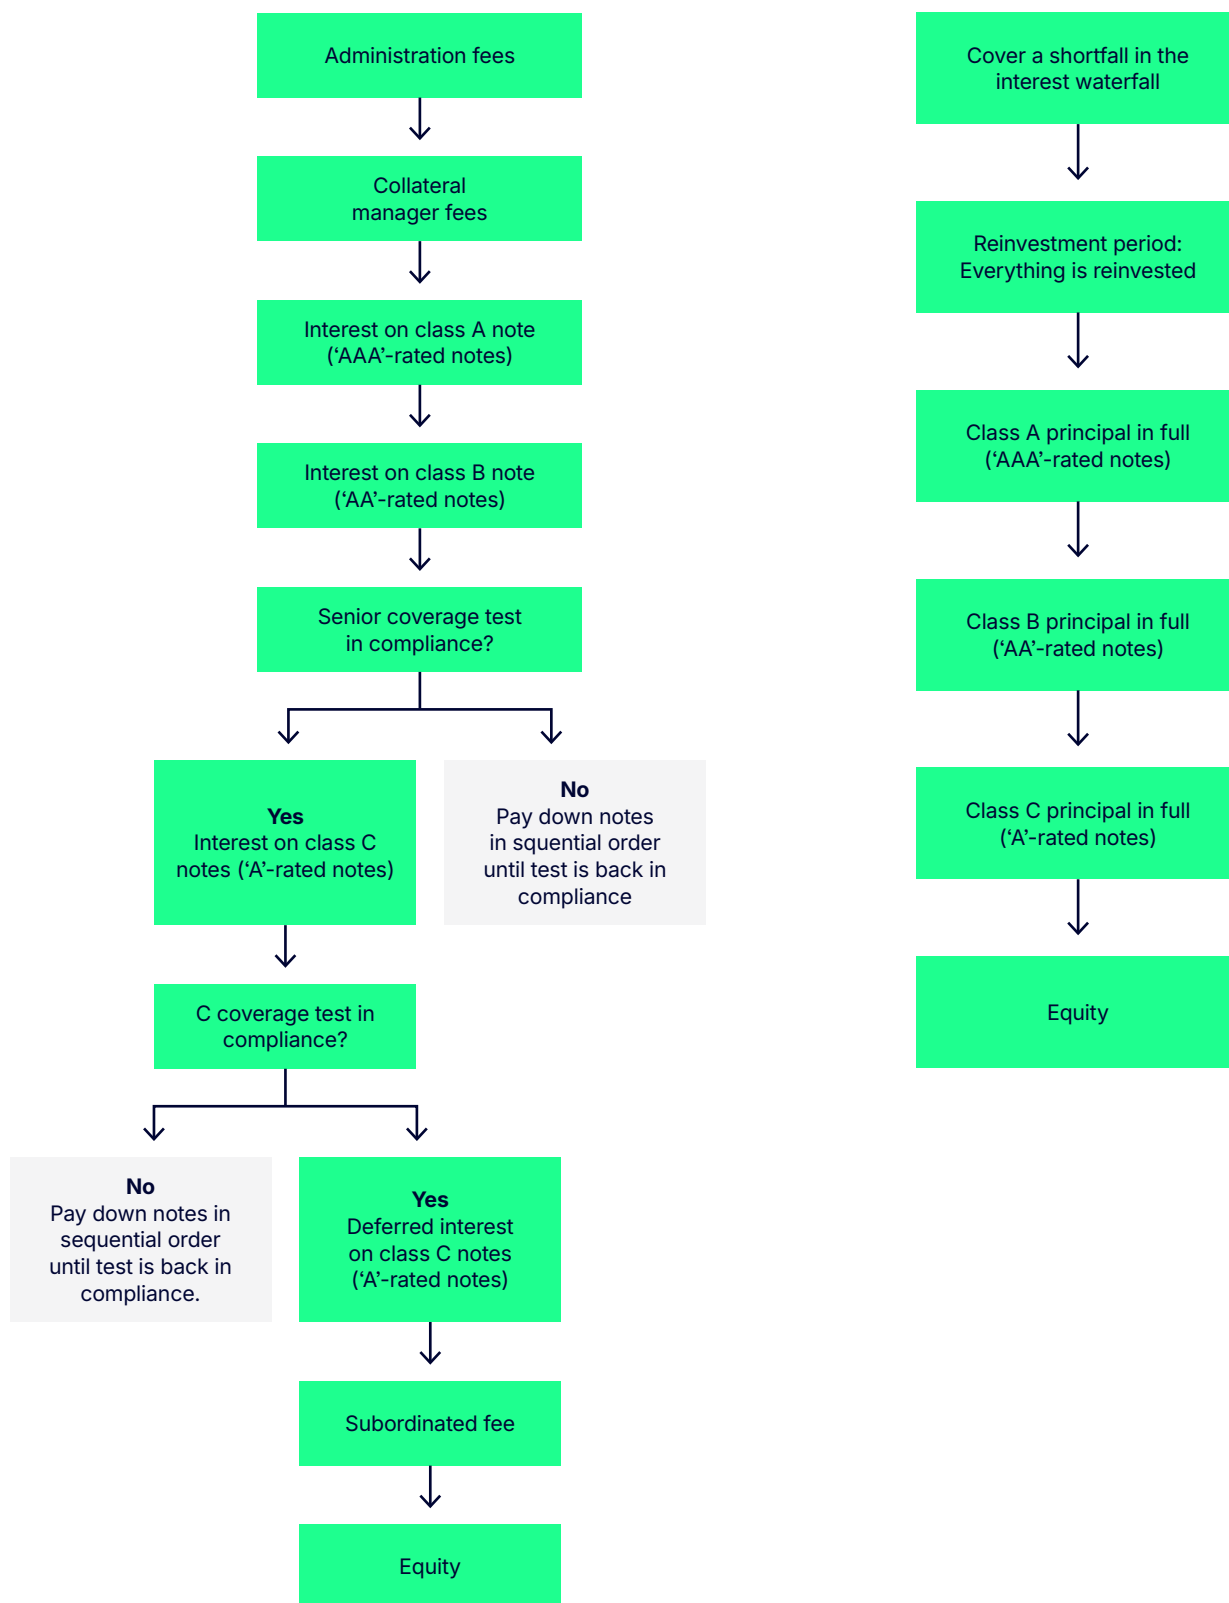 Administration fees
Collateral
manager fees
Interest on class A note
(‘AAA’-rated notes)
Interest on class B note
(‘AA’-rated notes)
Senior coverage test
in compliance?
Yes
Interest on class C
notes (‘A’-rated notes)
No
Pay down notes
in squential order
until test is back in
compliance
C coverage test in
compliance?
No
Pay down notes in
sequential order
until test is back in
compliance.
Yes
Deferred interest
on class C notes
(‘A’-rated notes)
Subordinated fee
Equity
Cover a shortfall in the
interest waterfall
Reinvestment period:
Everything is reinvested
Class A principal in full
(‘AAA’-rated notes)
Class B principal in full
(‘AA’-rated notes)
Class C principal in full
(‘A’-rated notes)
Equity